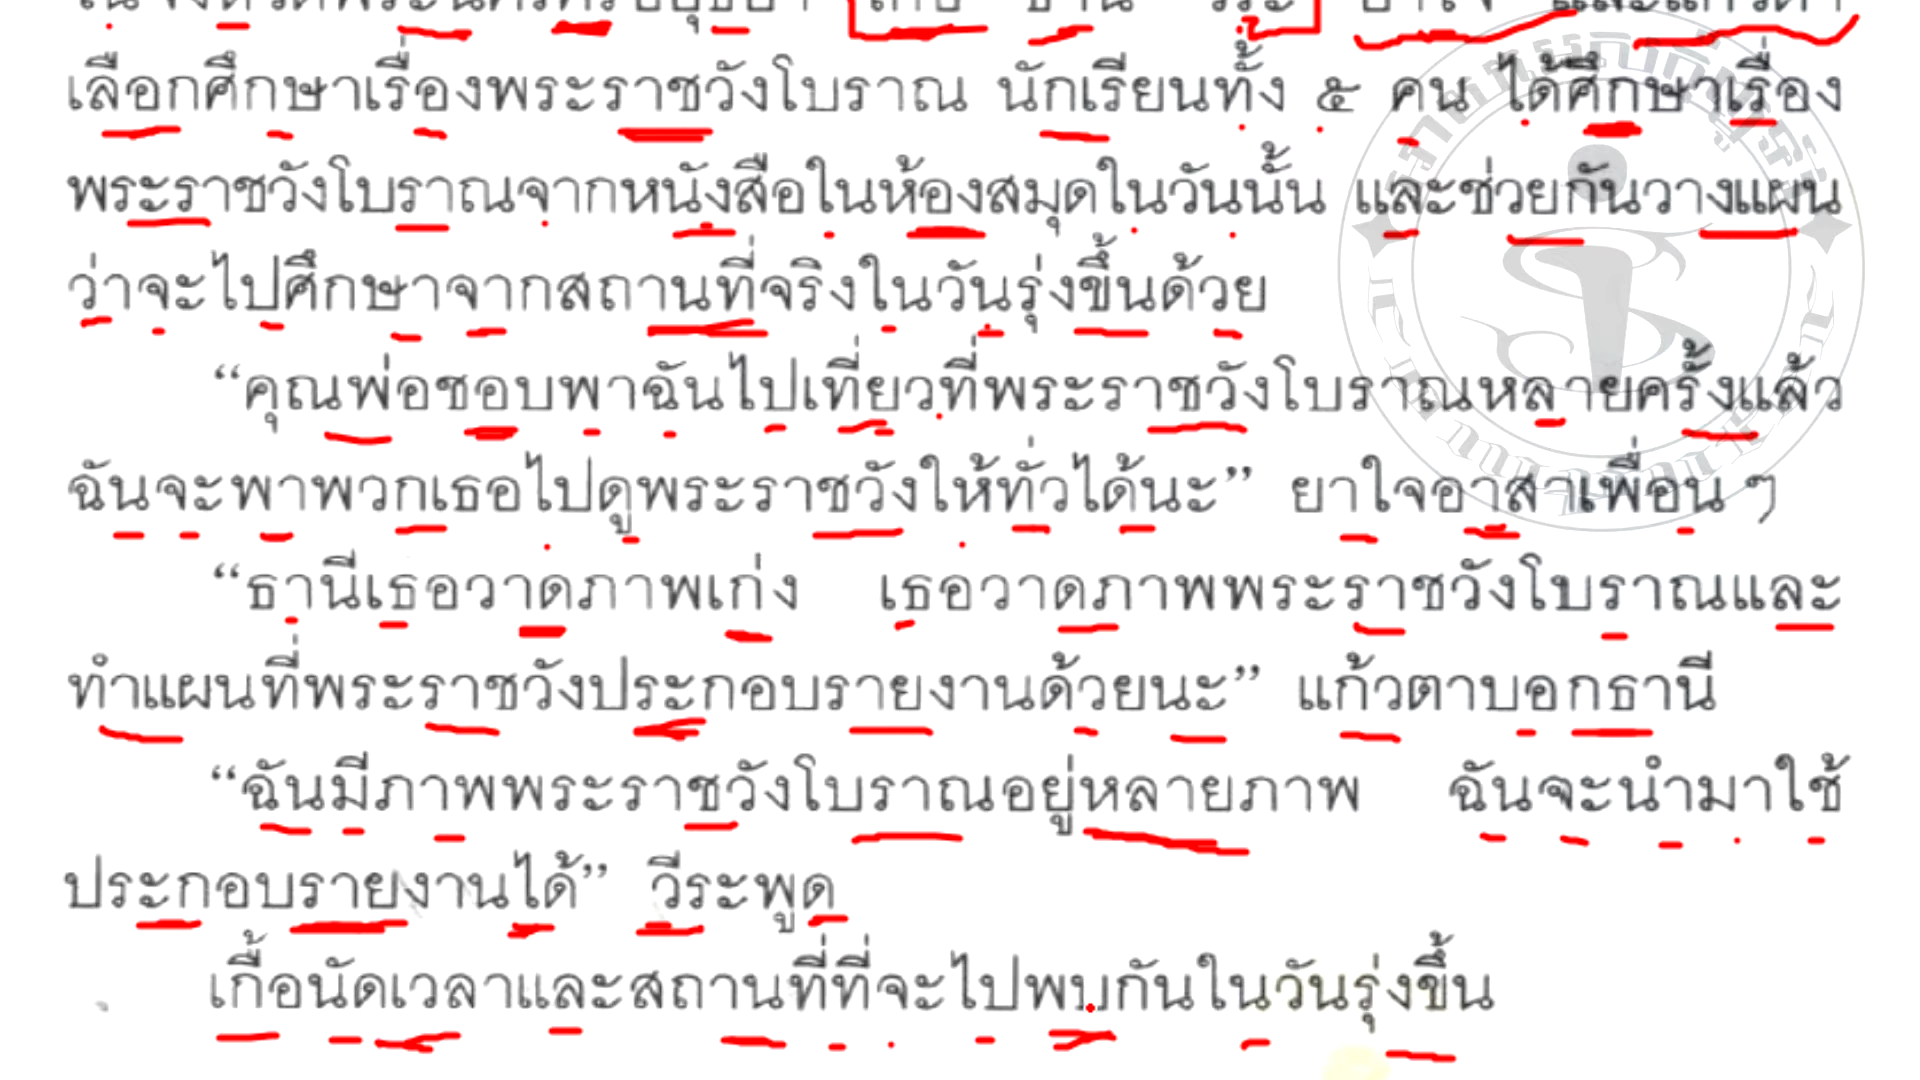 เลือกศึกษาเรื่องพระราชวังโบราณ นักเรียนทั้ง ๕ คน ได้ศึกษาเรื่อง
พระราชวังโบราณจากหนังสือในห้องสมุดในวันนั้น และช่วยกันวางแผน
ว่าจะไปศึกษาจากสถานที่จริงในวันรุ่งขึ้นด้วย
“คุณพ่อชอบพาฉันไปเที่ยวที่พระราชวังโบราณหลายครั้งแล้ว
ฉันจะพาพวกเธอไปดูพระราชวังให้ทั่วได้นะ” ยาใจอาสาเพื่อน ๆ
“ธานีเธอวาดภาพเก่ง เธอวาดภาพพระราชวังโบราณและ
ทำแผนที่พระราชวังประกอบรายงานด้วยนะ” แก้วตาบอกธานี
“ฉันมีภาพพระราชวังโบราณอยู่หลายภาพ ฉันจะนำมาใช้
ประกอบรายงานได้” วีระพูด
เกื้อนัดเวลาและสถานที่ที่จะไปพบกันในวันรุ่งขึ้น